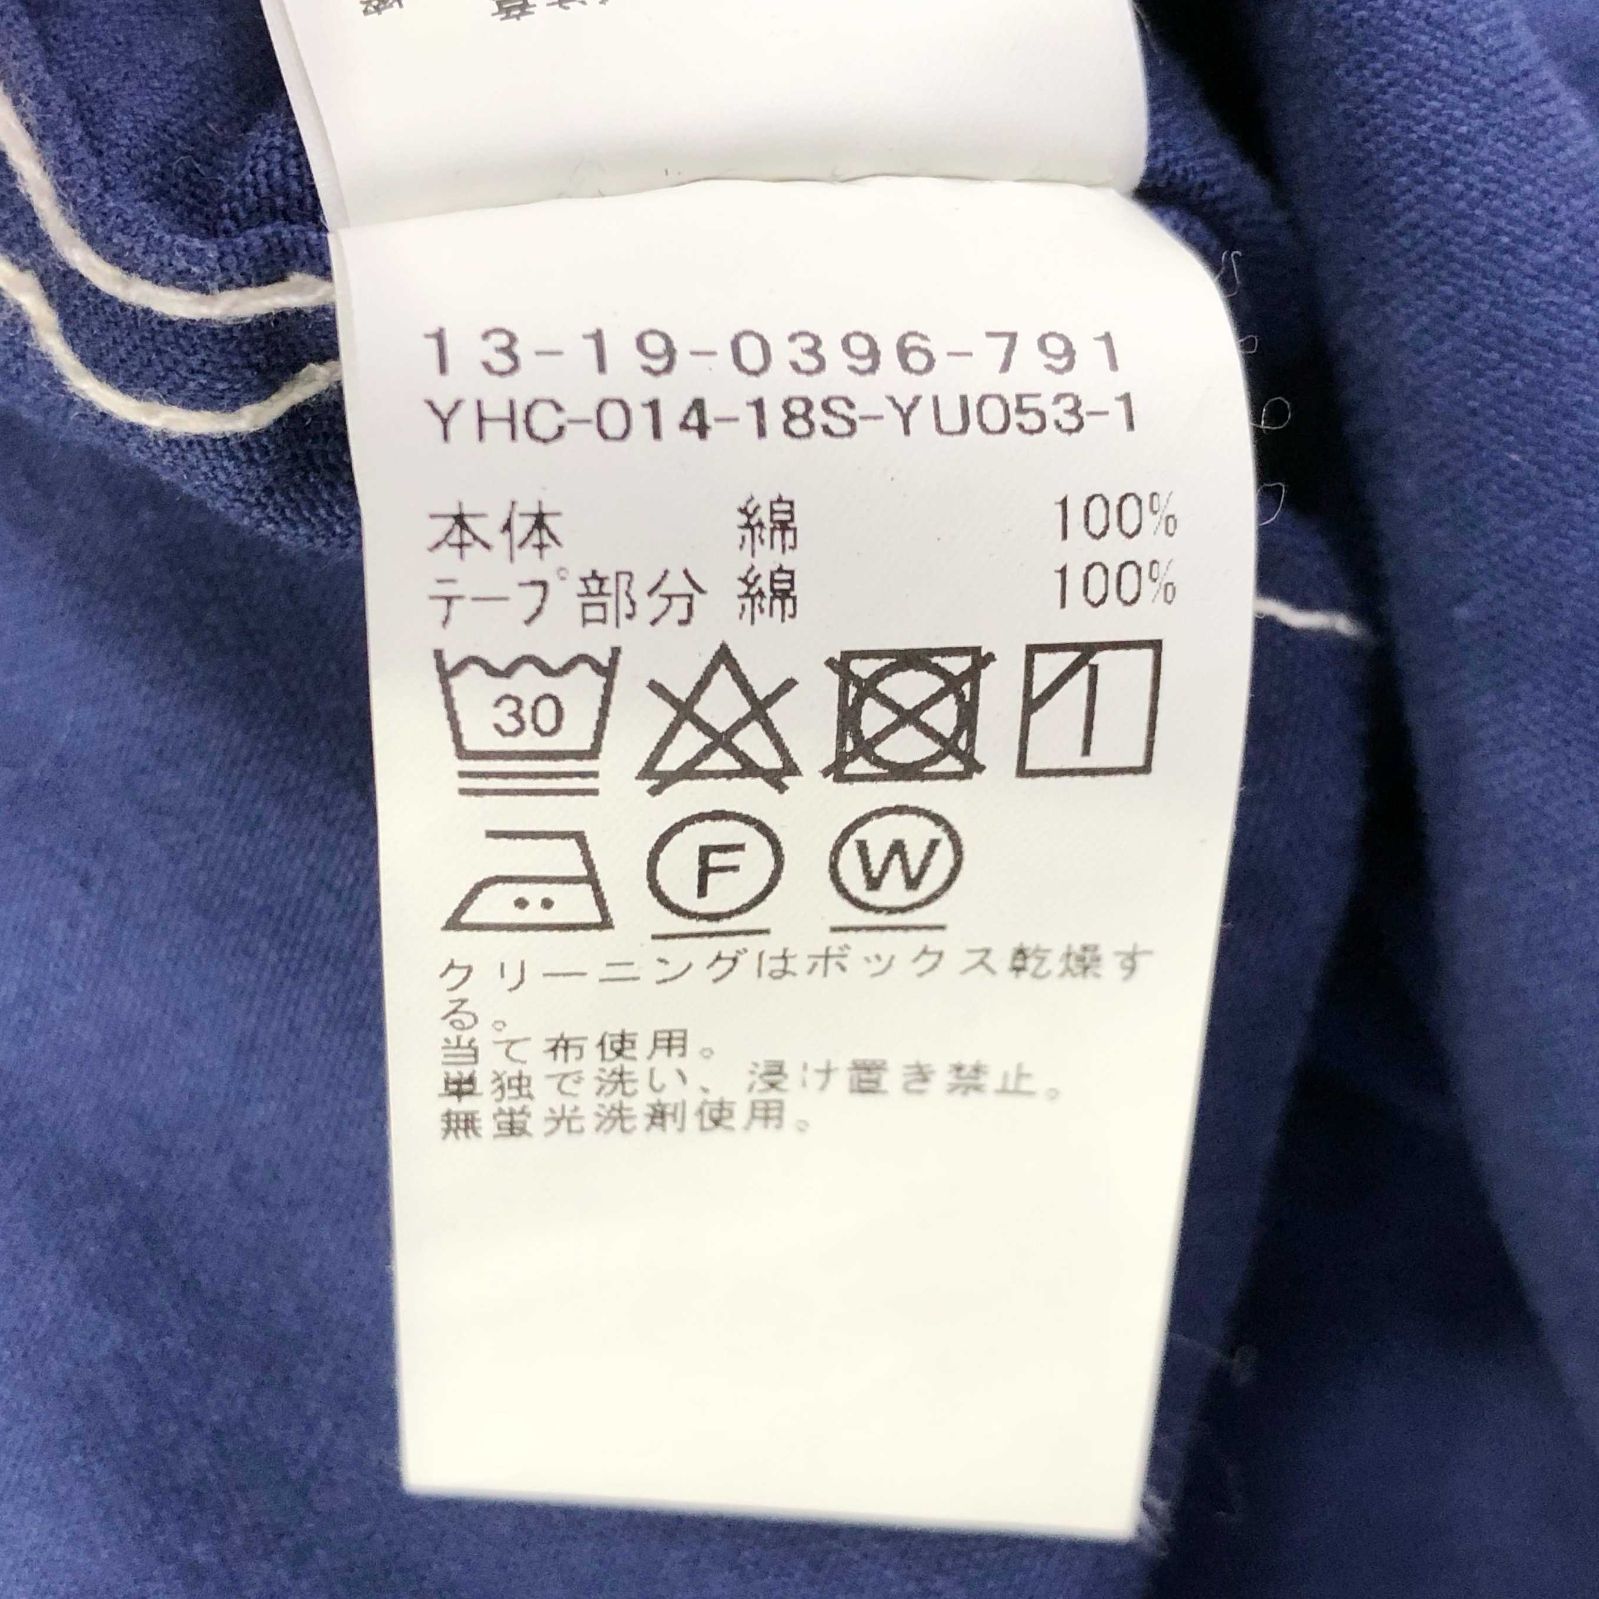 13-19-0396-791
YHC-014-18S-YU053-1
本体 綿 100%
テープ部分 綿 100%
30
F W
クリーニングはボックス乾燥す
る。
当て布使用。
単独で洗い、浸け置き禁止。
無蛍光洗剤使用。